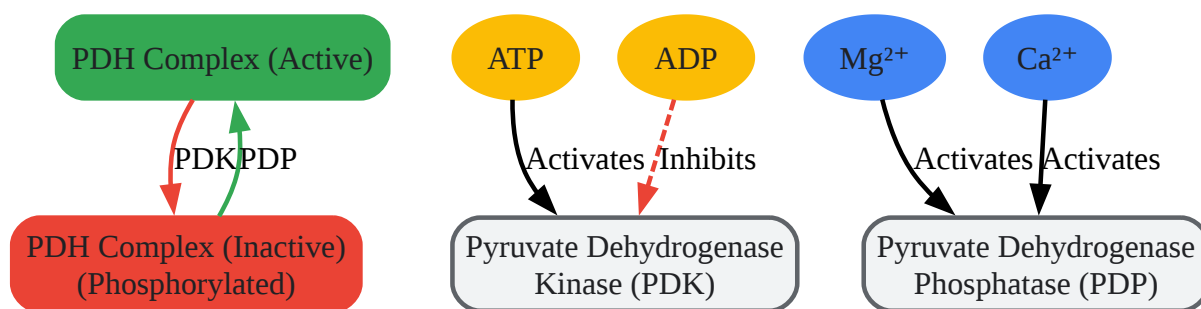 PDH Complex (Active)
ATP
ADP
Mg²⁺
Ca²⁺
PDK
PDP
Activates
Inhibits
Activates
Activates
PDH Complex (Inactive)
(Phosphorylated)
Pyruvate Dehydrogenase
Kinase (PDK)
Pyruvate Dehydrogenase
Phosphatase (PDP)